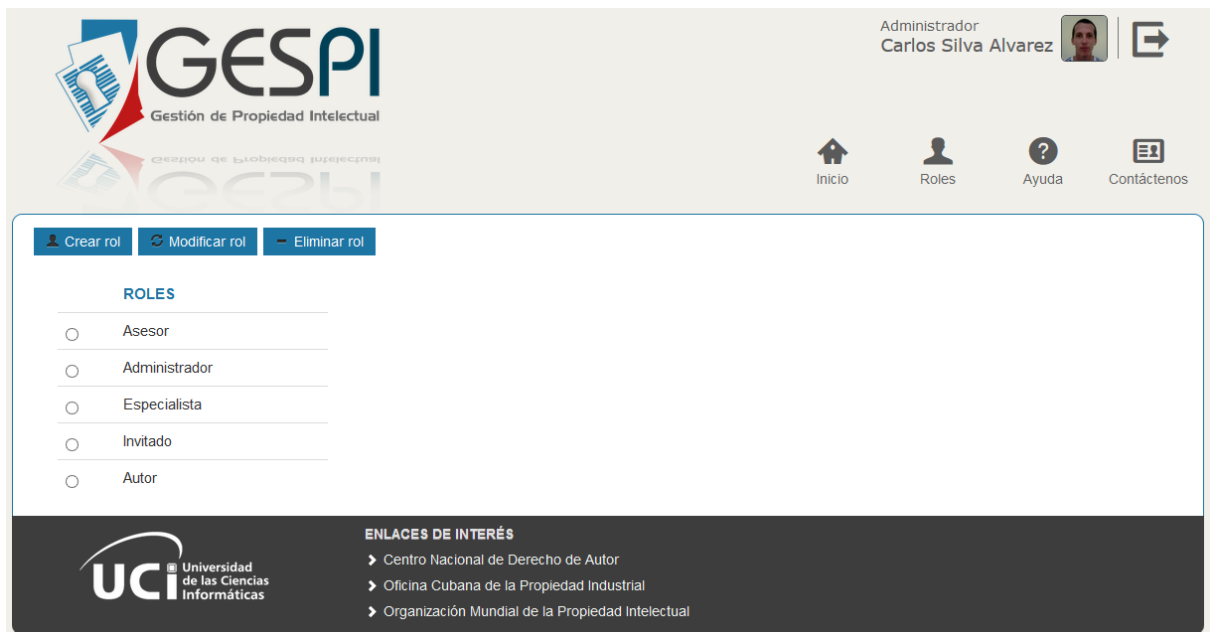 GESPI
Gestión de Propiedad Intelectual
Administrador
Carlos Silva Alvarez
Inicio
Roles
Ayuda
Contáctenos
Crear rol
Modificar rol
Eliminar rol
ROLES
Asesor
Administrador
Especialista
Invitado
Autor
UCi
Universidad
de las Ciencias
Informáticas
ENLACES DE INTERÉS
Centro Nacional de Derecho de Autor
Oficina Cubana de la Propiedad Industrial
Organización Mundial de la Propiedad Intelectual